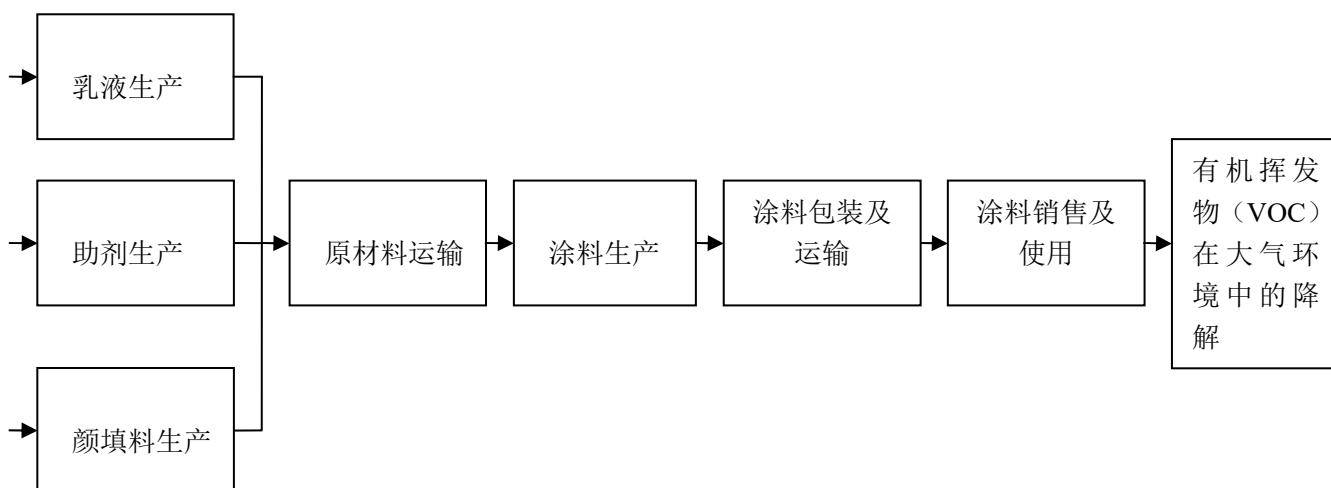 乳液生产
助剂生产
颜填料生产
原材料运输
涂料生产
涂料包装及
运输
涂料销售及
使用
有机挥发
物（VOC）
在大气环
境中的降
解